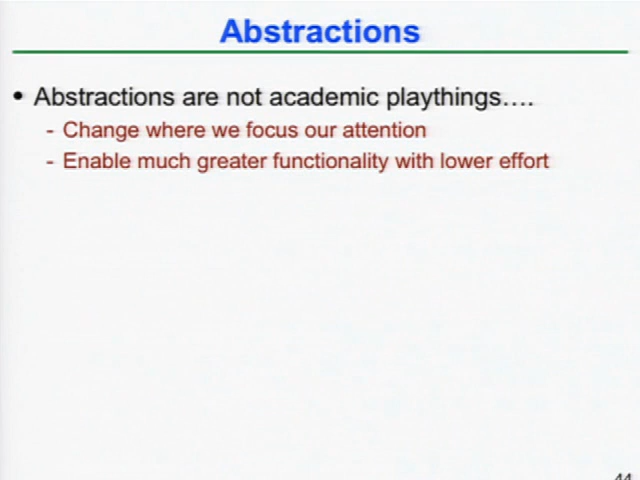 Abstractions
• Abstractions are not academic playthings….
- Change where we focus our attention
- Enable much greater functionality with lower effort
44